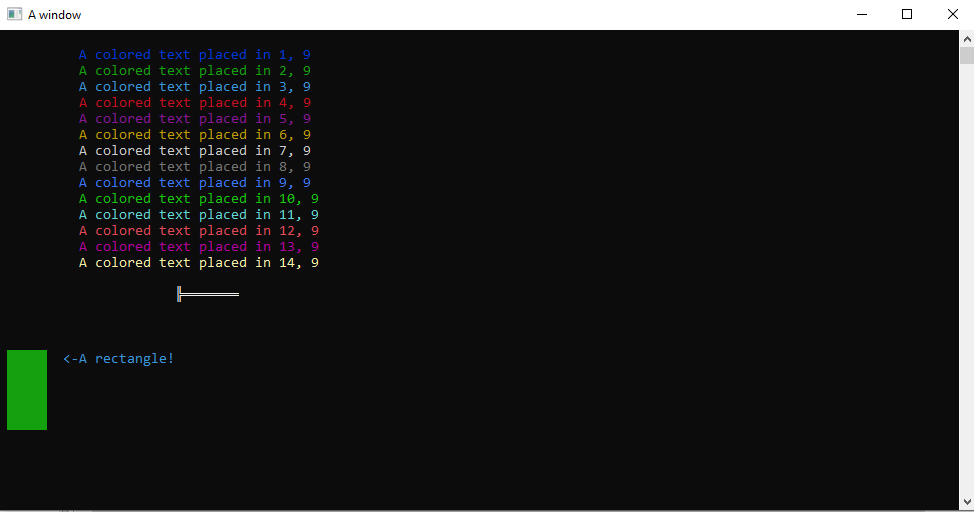 A window
A colored text placed in 1, 9
A colored text placed in 2, 9
A colored text placed in 3, 9
A colored text placed in 4, 9
A colored text placed in 5, 9
A colored text placed in 6, 9
A colored text placed in 7, 9
A colored text placed in 8, 9
A colored text placed in 9, 9
A colored text placed in 10, 9
A colored text placed in 11, 9
A colored text placed in 12, 9
A colored text placed in 13, 9
A colored text placed in 14, 9
╠═══════
<-A rectangle!